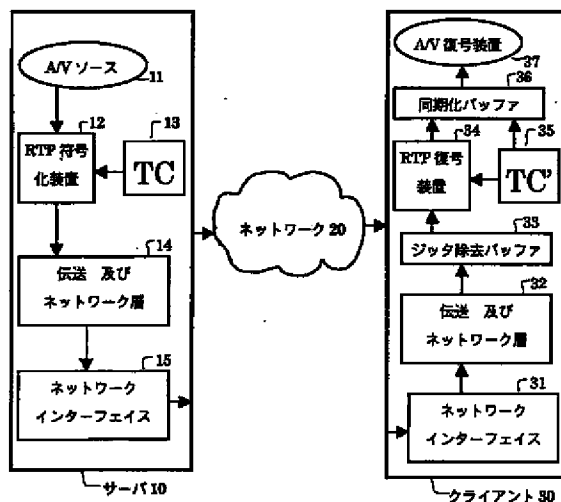 A/V ソース
11
12
13
RTP 符号
化装置
TC
14
伝送 及び
ネットワーク層
15
ネットワーク
インターフェイス
サーバ 10
ネットワーク 20
A/V 復号装置
37
36
同期化バッファ
34
35
RTP 復号
装置
TC'
33
ジッタ除去バッファ
32
伝送 及び
ネットワーク層
31
ネットワーク
インターフェイス
クライアント 30